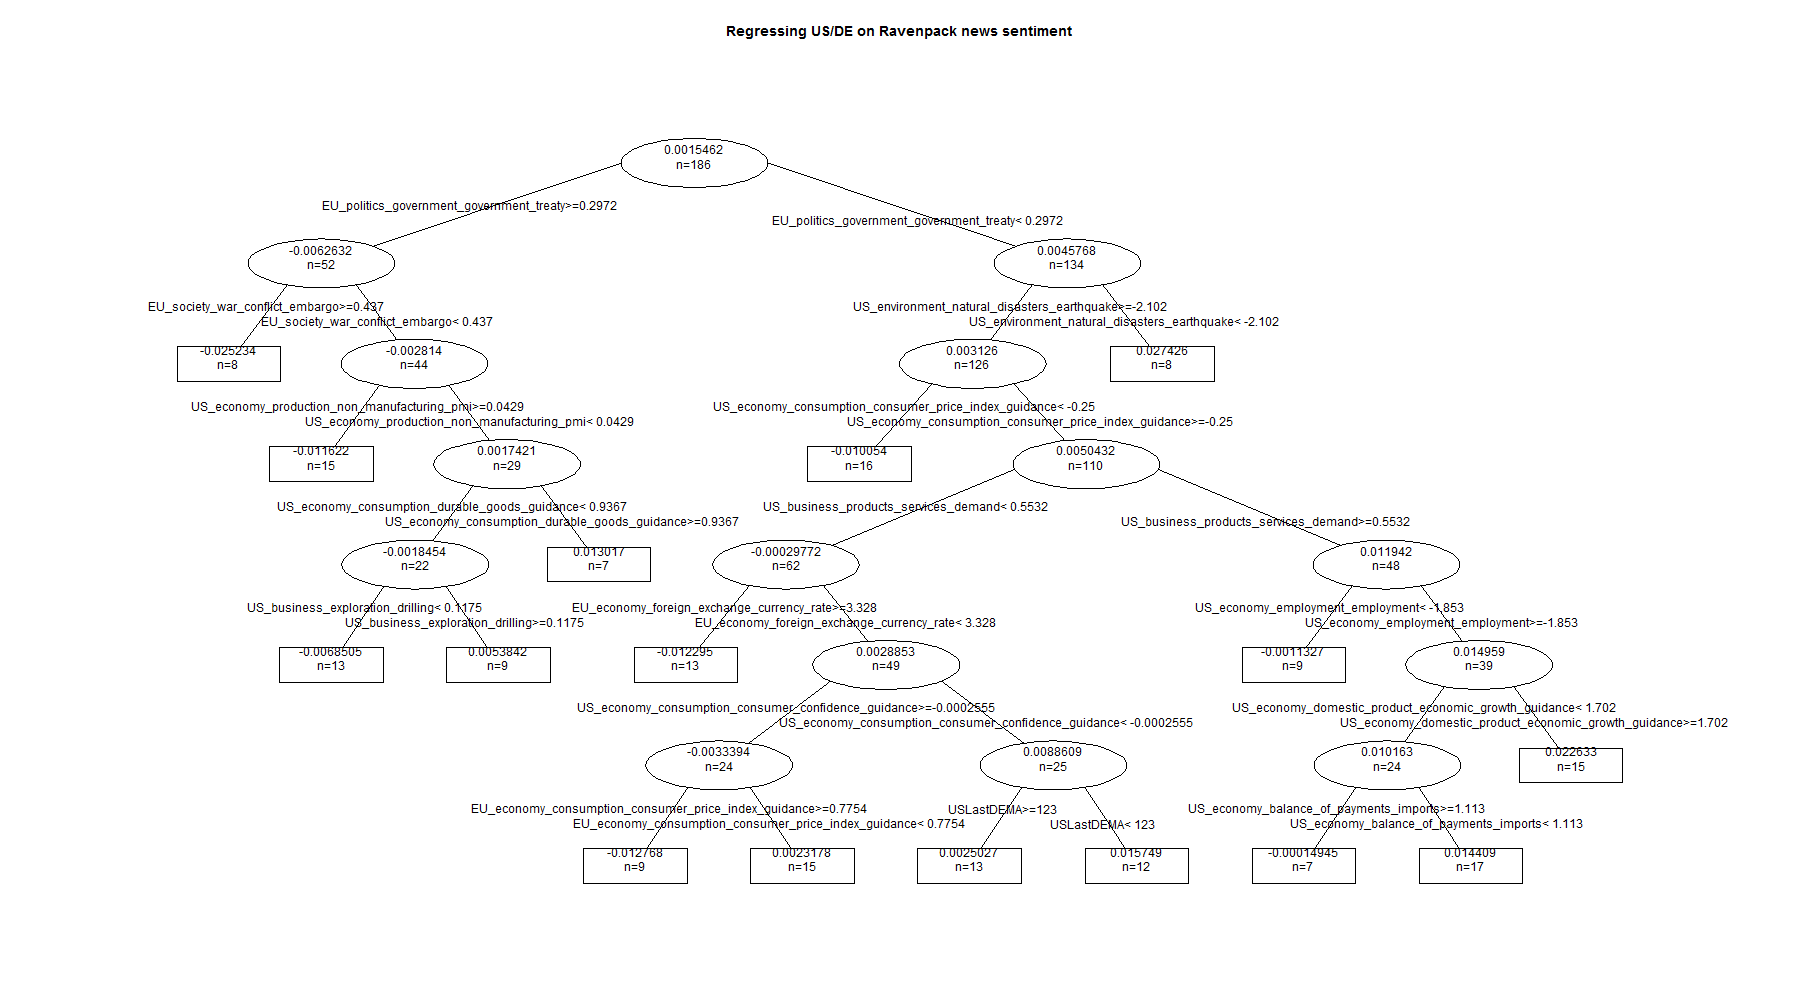 Regressing US/DE on Ravenpack news sentiment
0.0015462
n=186
EU_politics_government_government_treaty>=0.2972
EU_politics_government_government_treaty< 0.2972
-0.0062632
n=52
0.0045768
n=134
EU_society_war_conflict_embargo>=0.437
EU_society_war_conflict_embargo< 0.437
US_environment_natural_disasters_earthquake>=-2.102
US_environment_natural_disasters_earthquake< -2.102
-0.025234
n=8
-0.002814
n=44
0.003126
n=126
0.027426
n=8
US_economy_production_non_manufacturing_pmi>=0.0429
US_economy_production_non_manufacturing_pmi< 0.0429
US_economy_consumption_consumer_price_index_guidance< -0.25
US_economy_consumption_consumer_price_index_guidance>=-0.25
-0.011622
n=15
0.0017421
n=29
-0.010054
n=16
0.0050432
n=110
US_economy_consumption_durable_goods_guidance< 0.9367
US_economy_consumption_durable_goods_guidance>=0.9367
US_business_products_services_demand< 0.5532
US_business_products_services_demand>=0.5532
-0.0018454
n=22
0.013017
n=7
-0.00029772
n=62
0.011942
n=48
US_business_exploration_drilling< 0.1175
US_business_exploration_drilling>=0.1175
EU_economy_foreign_exchange_currency_rate>=3.328
EU_economy_foreign_exchange_currency_rate< 3.328
US_economy_employment_employment< -1.853
US_economy_employment_employment>=-1.853
-0.0068505
n=13
0.0053842
n=9
-0.012295
n=13
0.0028853
n=49
-0.0011327
n=9
0.014959
n=39
US_economy_consumption_consumer_confidence_guidance>=-0.0002555
US_economy_consumption_consumer_confidence_guidance< -0.0002555
US_economy_domestic_product_economic_growth_guidance< 1.702
US_economy_domestic_product_economic_growth_guidance>=1.702
-0.0033394
n=24
0.0088609
n=25
0.010163
n=24
0.022633
n=15
EU_economy_consumption_consumer_price_index_guidance>=0.7754
EU_economy_consumption_consumer_price_index_guidance< 0.7754
USLastDEMA>=123
USLastDEMA< 123
US_economy_balance_of_payments_imports>=1.113
US_economy_balance_of_payments_imports< 1.113
-0.012768
n=9
0.0023178
n=15
0.0025027
n=13
0.015749
n=12
-0.00014945
n=7
0.014409
n=17